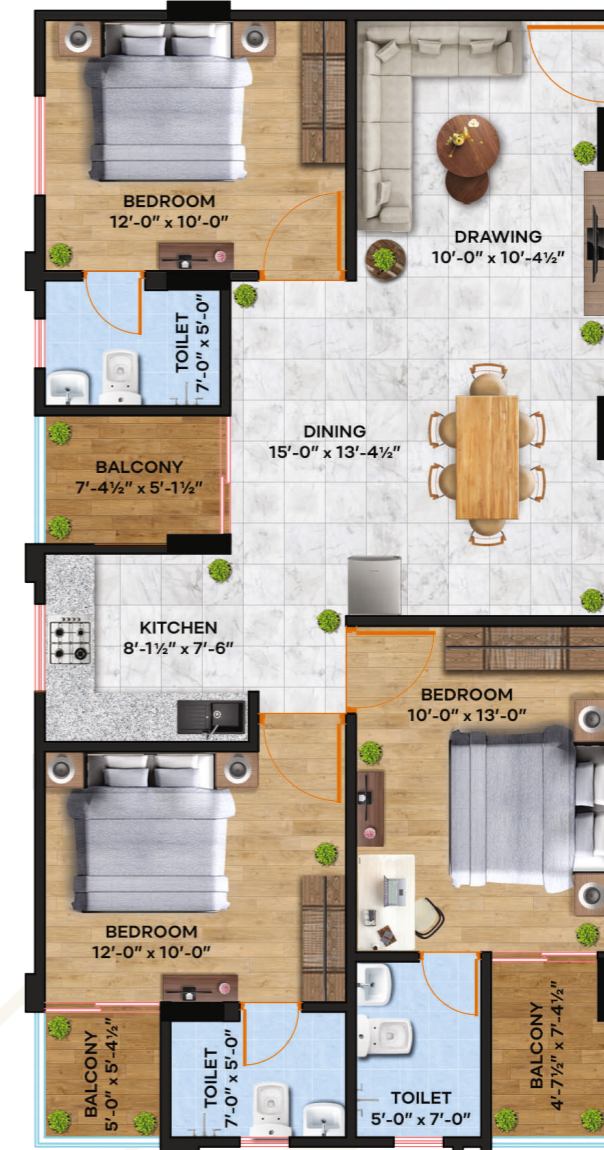 BEDROOM
12'-0" x 10'-0"
DRAWING
10'-0" x 10'-4½"
TOILET
7'-0" x 5'-0"
DINING
15'-0" x 13'-4½"
BALCONY
7'-4½" x 5'-1½"
KITCHEN
8'-1½" x 7'-6"
BEDROOM
10'-0" x 13'-0"
BEDROOM
12'-0" x 10'-0"
BALCONY
5'-0" x 5'-4½"
TOILET
7'-0" x 5'-0"
TOILET
5'-0" x 7'-0"
BALCONY
4'-7½" x 7'-4½"